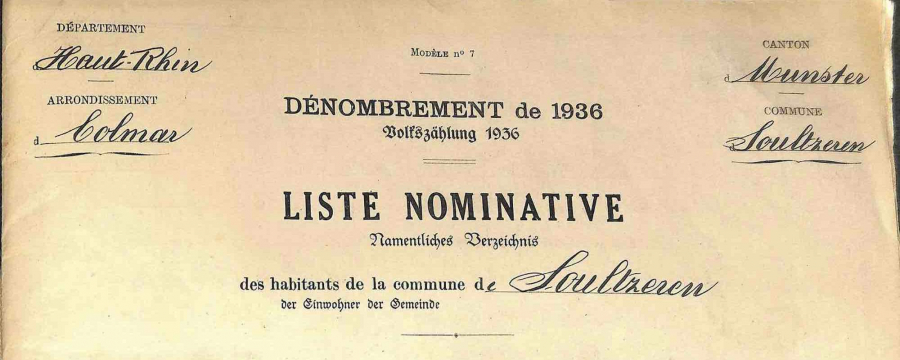 DÉPARTEMENT
d Haut-Rhin
ARRONDISSEMENT
d Colmar
MODÈLE nº 7
DÉNOMBREMENT de 1936
Volkszählung 1936
CANTON
d Munster
COMMUNE
d Soultzeren
LISTE NOMINATIVE
Namentliches Verzeichnis
des habitants de la commune de Soultzeren
der Einwohner der Gemeinde